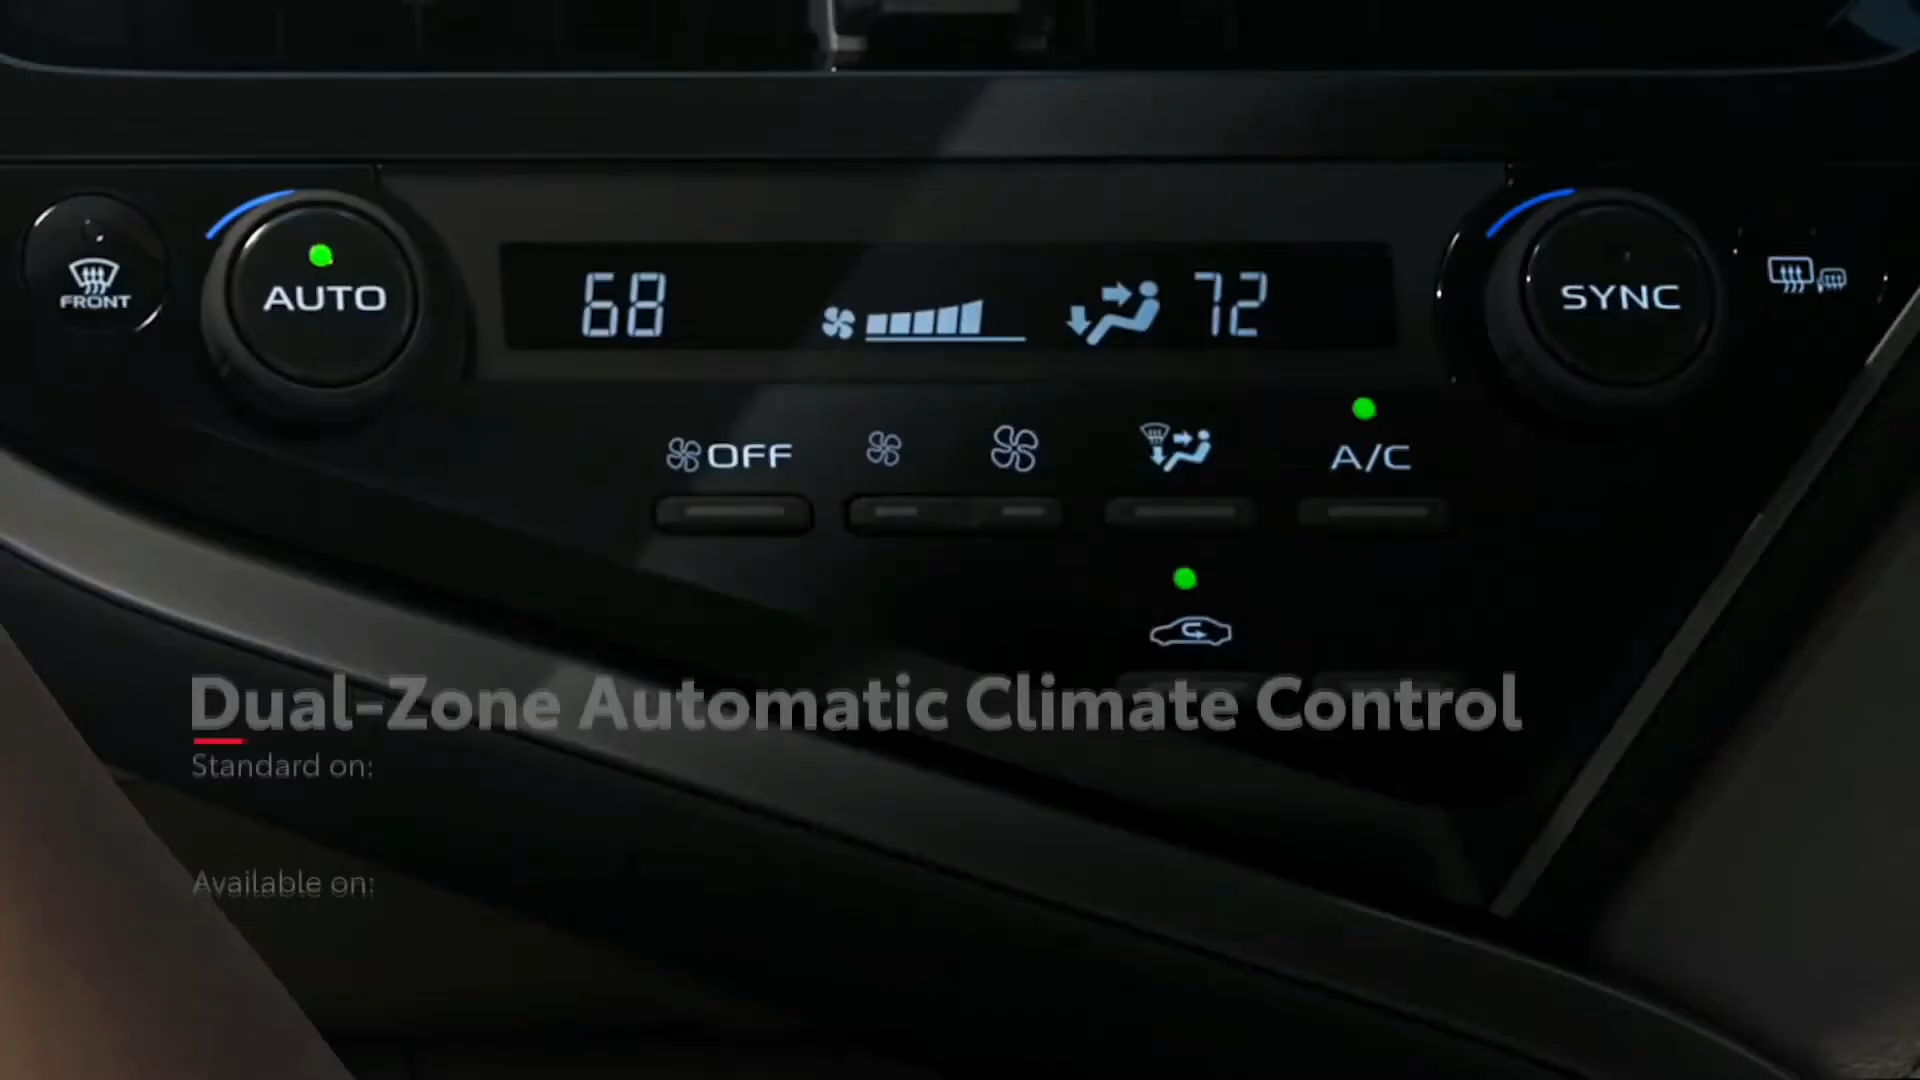 FRONT
AUTO
68
72
SYNC
OFF
A/C
Dual-Zone Automatic Climate Control
Standard on:
Available on: